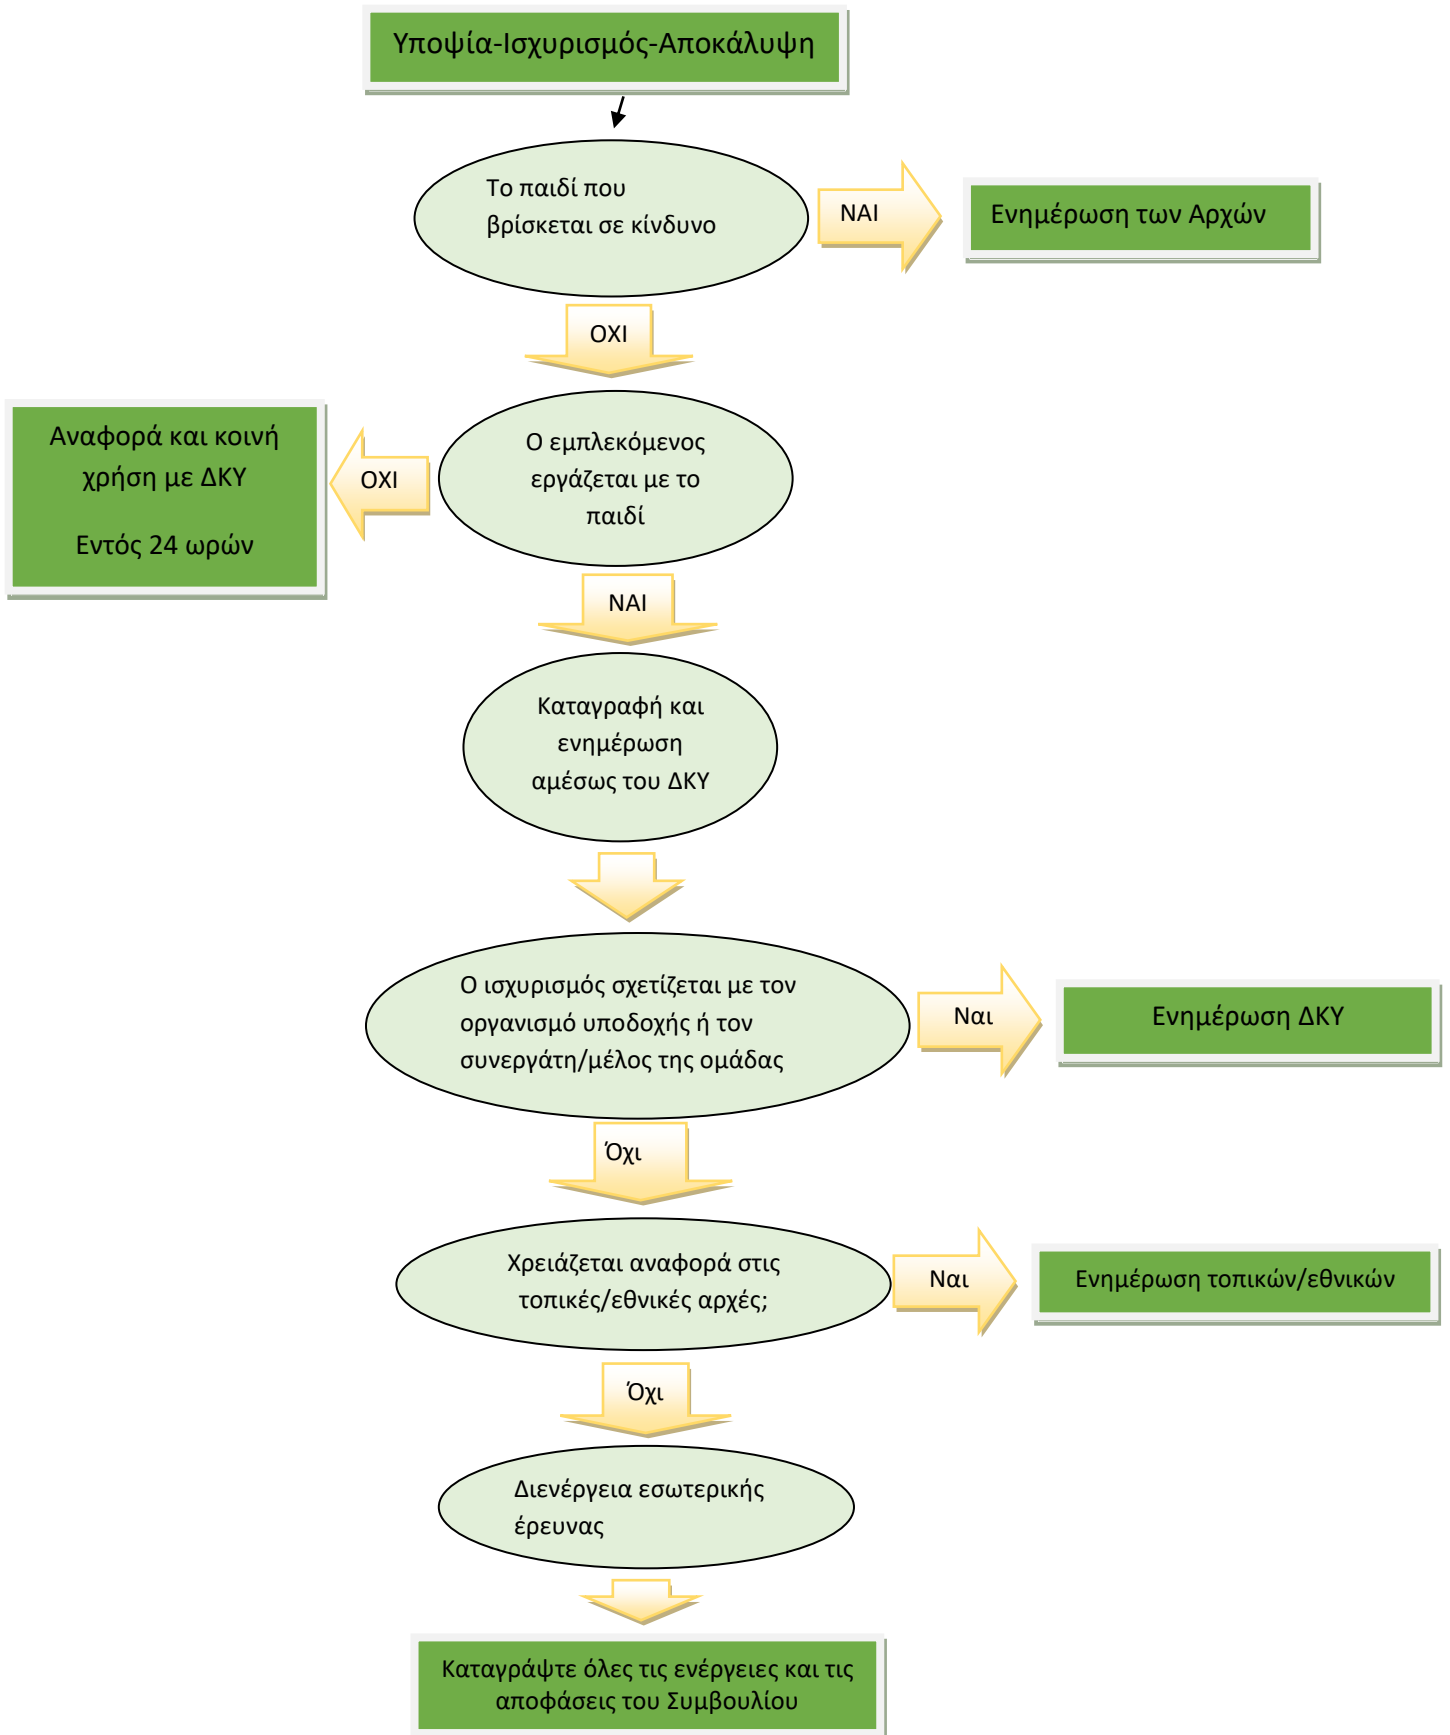 Υποψία-Ισχυρισμός-Αποκάλυψη
Το παιδί που
βρίσκεται σε κίνδυνο
ΝΑΙ
Ενημέρωση των Αρχών
ΟΧΙ
Αναφορά και κοινή
χρήση με ΔΚΥ
Εντός 24 ωρών
ΟΧΙ
Ο εμπλεκόμενος
εργάζεται με το
παιδί
ΝΑΙ
Καταγραφή και
ενημέρωση
αμέσως του ΔΚΥ
Ο ισχυρισμός σχετίζεται με τον
οργανισμό υποδοχής ή τον
συνεργάτη/μέλος της ομάδας
Ναι
Ενημέρωση ΔΚΥ
Όχι
Χρειάζεται αναφορά στις
τοπικές/εθνικές αρχές;
Ναι
Ενημέρωση τοπικών/εθνικών
Όχι
Διενέργεια εσωτερικής
έρευνας
Καταγράψτε όλες τις ενέργειες και τις
αποφάσεις του Συμβουλίου